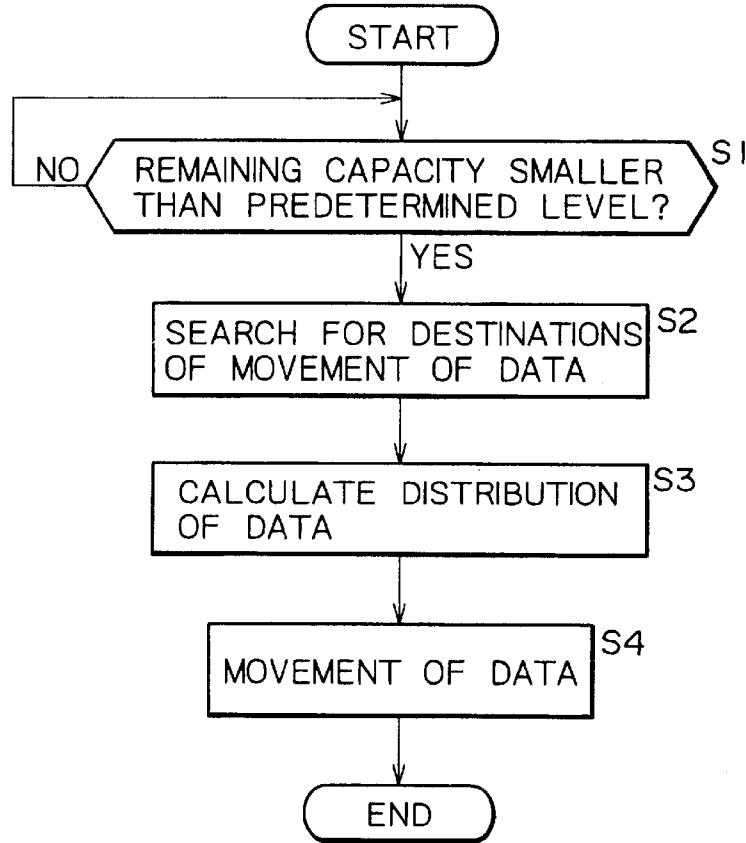 START
NO
REMAINING CAPACITY SMALLER
THAN PREDETERMINED LEVEL?
S1
YES
SEARCH FOR DESTINATIONS
OF MOVEMENT OF DATA
S2
CALCULATE DISTRIBUTION
OF DATA
S3
MOVEMENT OF DATA
S4
END